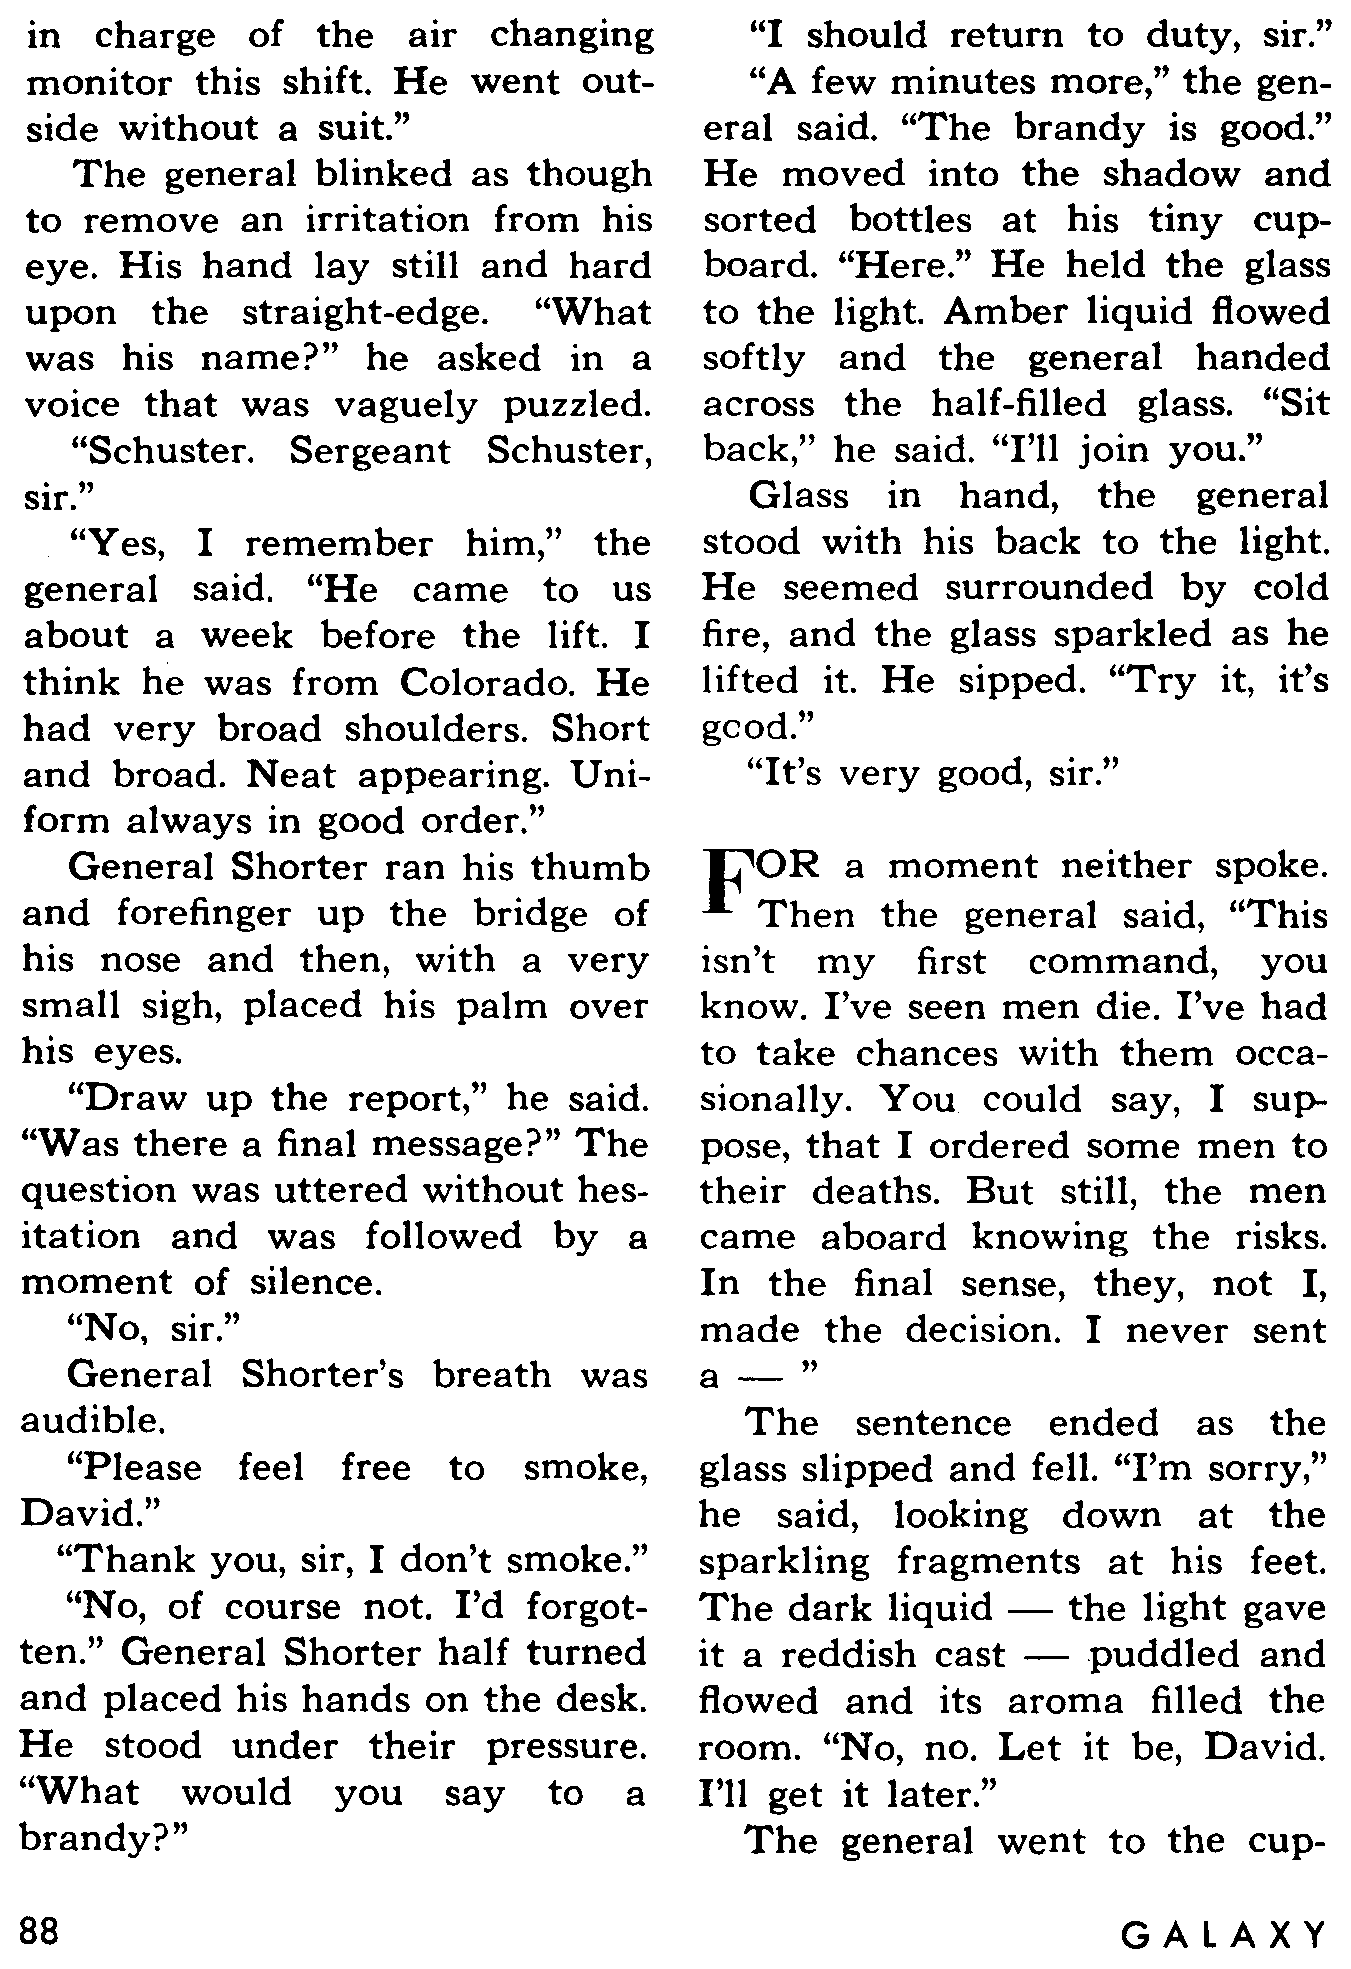 in charge of the air changing
monitor this shift. He went out-
side without a suit.”
The general blinked as though
to remove an irritation from his
eye. His hand lay still and hard
upon the straight-edge. “What
was his name?” he asked in a
voice that was vaguely puzzled.
“Schuster. Sergeant Schuster,
sir.”
“Yes, I remember him,” the
general said. “He came to us
about a week before the lift. I
think he was from Colorado. He
had very broad shoulders. Short
and broad. Neat appearing. Uni-
form always in good order.”
General Shorter ran his thumb
and forefinger up the bridge of
his nose and then, with a very
small sigh, placed his palm over
his eyes.
“Draw up the report,” he said.
“Was there a final message?” The
question was uttered without hes-
itation and was followed by a
moment of silence.
“No, sir.”
General Shorter’s breath was
audible.
“Please feel free to smoke,
David.”
“Thank you, sir, I don’t smoke.”
“No, of course not. I’d forgot-
ten.” General Shorter half turned
and placed his hands on the desk.
He stood under their pressure.
“What would you say to a
brandy?”
“I should return to duty, sir.”
“A few minutes more,” the gen-
eral said. “The brandy is good.”
He moved into the shadow and
sorted bottles at his tiny cup-
board. “Here.” He held the glass
to the light. Amber liquid flowed
softly and the general handed
across the half-filled glass. “Sit
back,” he said. “I’ll join you.”
Glass in hand, the general
stood with his back to the light.
He seemed surrounded by cold
fire, and the glass sparkled as he
lifted it. He sipped. “Try it, it’s
gcod.”
“It’s very good, sir.”
FOR a moment neither spoke.
Then the general said, “This
isn’t my first command, you
know. I’ve seen men die. I’ve had
to take chances with them occa-
sionally. You could say, I sup-
pose, that I ordered some men to
their deaths. But still, the men
came aboard knowing the risks.
In the final sense, they, not I,
made the decision. I never sent
a — ”
The sentence ended as the
glass slipped and fell. “I’m sorry,”
he said, looking down at the
sparkling fragments at his feet.
The dark liquid — the light gave
it a reddish cast — puddled and
flowed and its aroma filled the
room. “No, no. Let it be, David.
I’ll get it later.”
The general went to the cup-
88
GALAXY